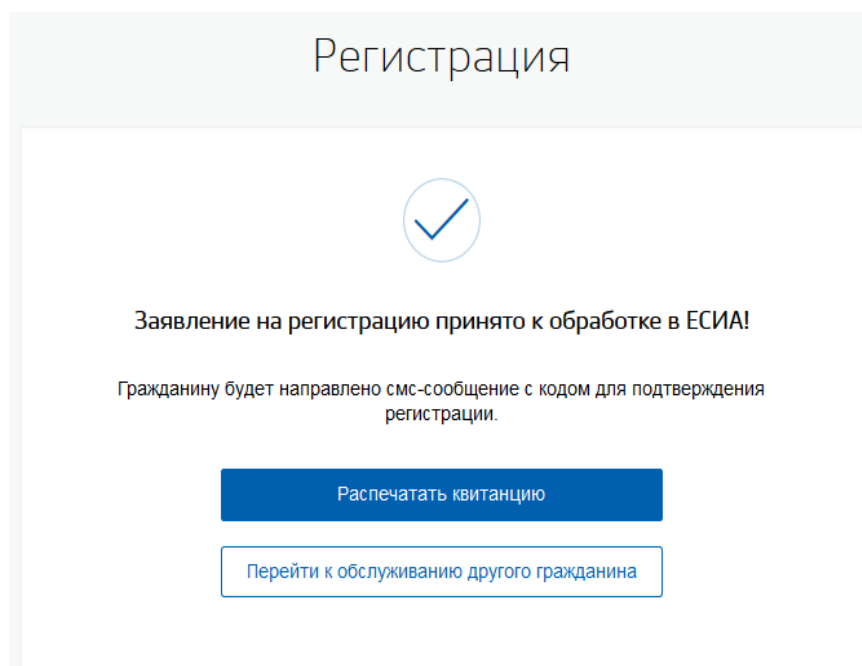 Регистрация
Заявление на регистрацию принято к обработке в ЕСИА!
Гражданину будет направлено смс-сообщение с кодом для подтверждения
регистрации.
Распечатать квитанцию
Перейти к обслуживанию другого гражданина